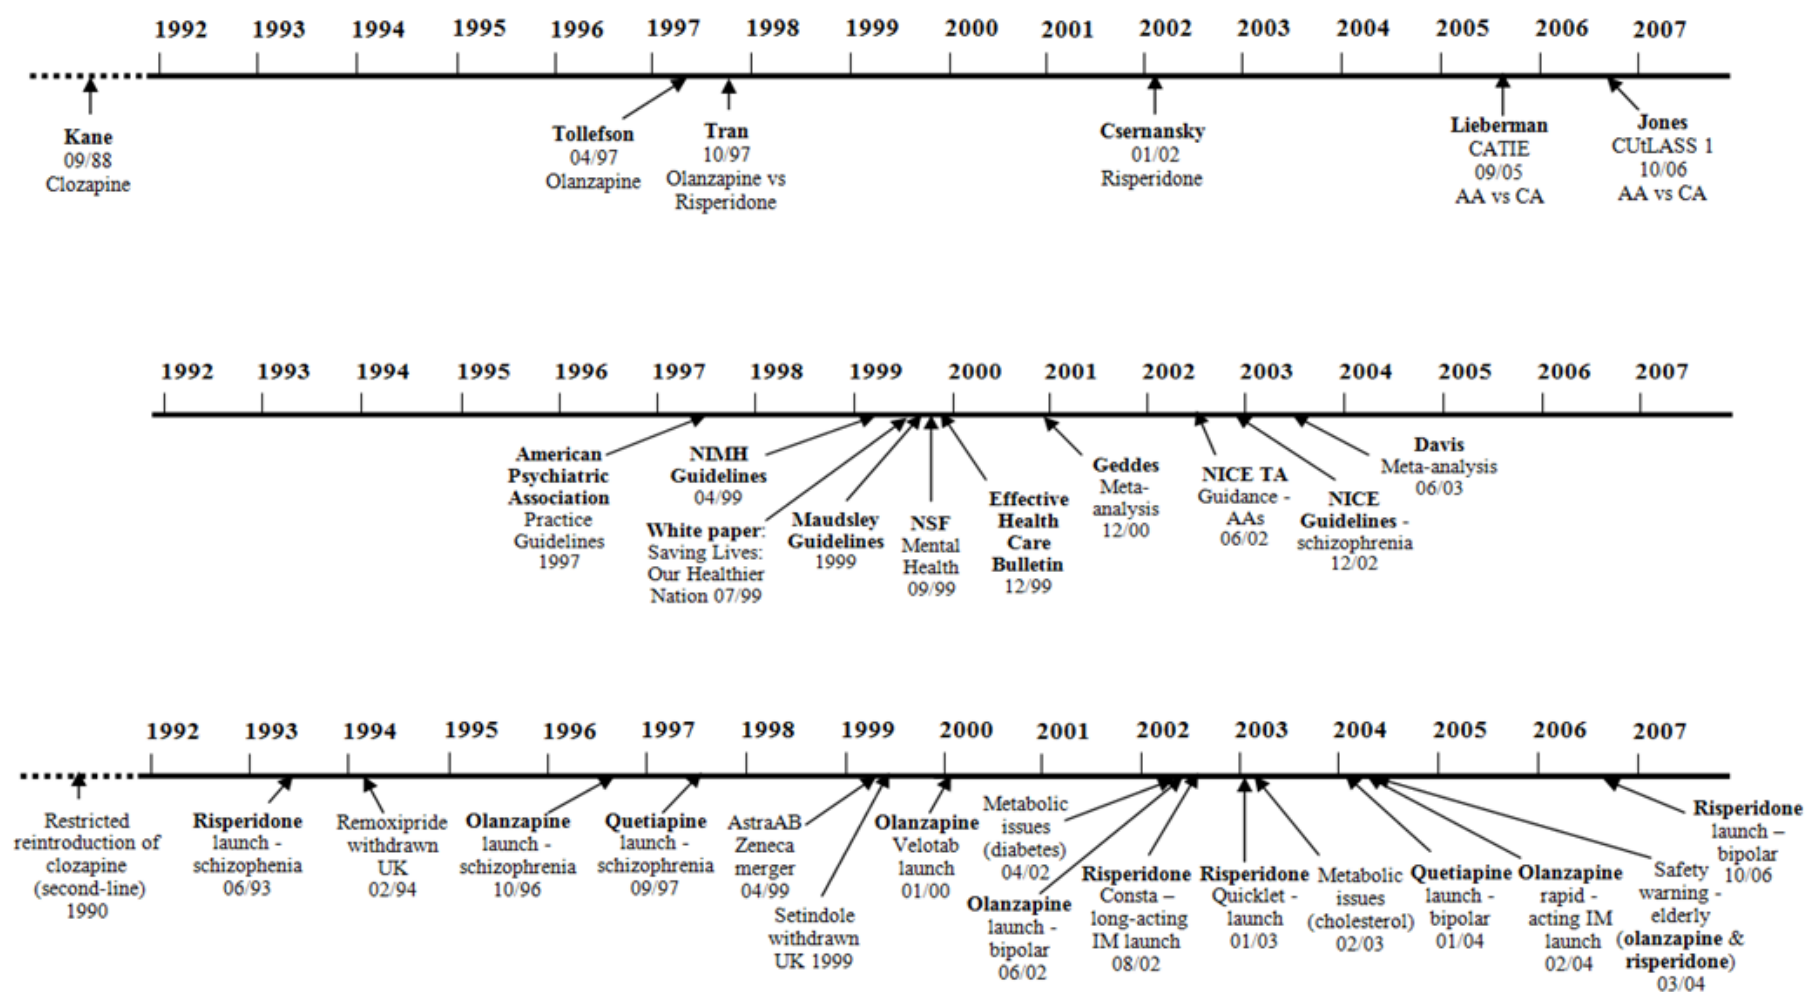 1992 1993 1994 1995 1996 1997 1998 1999 2000 2001 2002 2003 2004 2005 2006 2007
Kane
09/88
Clozapine
Tollefson
04/97
Olanzapine
Tran
10/97
Olanzapine vs
Risperidone
Csernansky
01/02
Risperidone
Lieberman
CATIE
09/05
AA vs CA
Jones
CUtLASS 1
10/06
AA vs CA
1992 1993 1994 1995 1996 1997 1998 1999 2000 2001 2002 2003 2004 2005 2006 2007
American
Psychiatric
Association
Practice
Guidelines
1997
NIMH
Guidelines
04/99
White paper:
Saving Lives:
Our Healthier
Nation 07/99
Maudsley
Guidelines
1999
NSF
Mental
Health
09/99
Effective
Health
Care
Bulletin
12/99
Geddes
Meta-
analysis
12/00
NICE TA
Guidance -
AAs
06/02
NICE
Guidelines -
schizophrenia
12/02
Davis
Meta-analysis
06/03
1992 1993 1994 1995 1996 1997 1998 1999 2000 2001 2002 2003 2004 2005 2006 2007
Restricted
reintroduction of
clozapine
(second-line)
1990
Risperidone
launch -
schizophenia
06/93
Remoxipride
withdrawn
UK
02/94
Olanzapine
launch -
schizophrenia
10/96
Quetiapine
launch -
schizophrenia
09/97
AstraAB
Zeneca
merger
04/99
Setindole
withdrawn
UK 1999
Olanzapine
Velotab
launch
01/00
Metabolic
issues
(diabetes)
04/02
Olanzapine
launch -
bipolar
06/02
Risperidone
Consta –
long-acting
IM launch
08/02
Risperidone
Quicklet -
launch
01/03
Metabolic
issues
(cholesterol)
02/03
Quetiapine
launch -
bipolar
01/04
Olanzapine
rapid -
acting IM
launch
02/04
Safety
warning -
elderly
(olanzapine &
risperidone)
03/04
Risperidone
launch –
bipolar
10/06